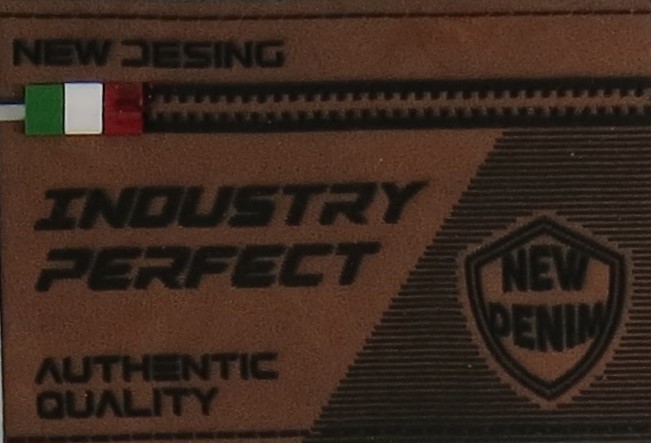 NEW DESING
INDUSTRY
PERFECT
NEW
DENIM
AUTHENTIC
QUALITY